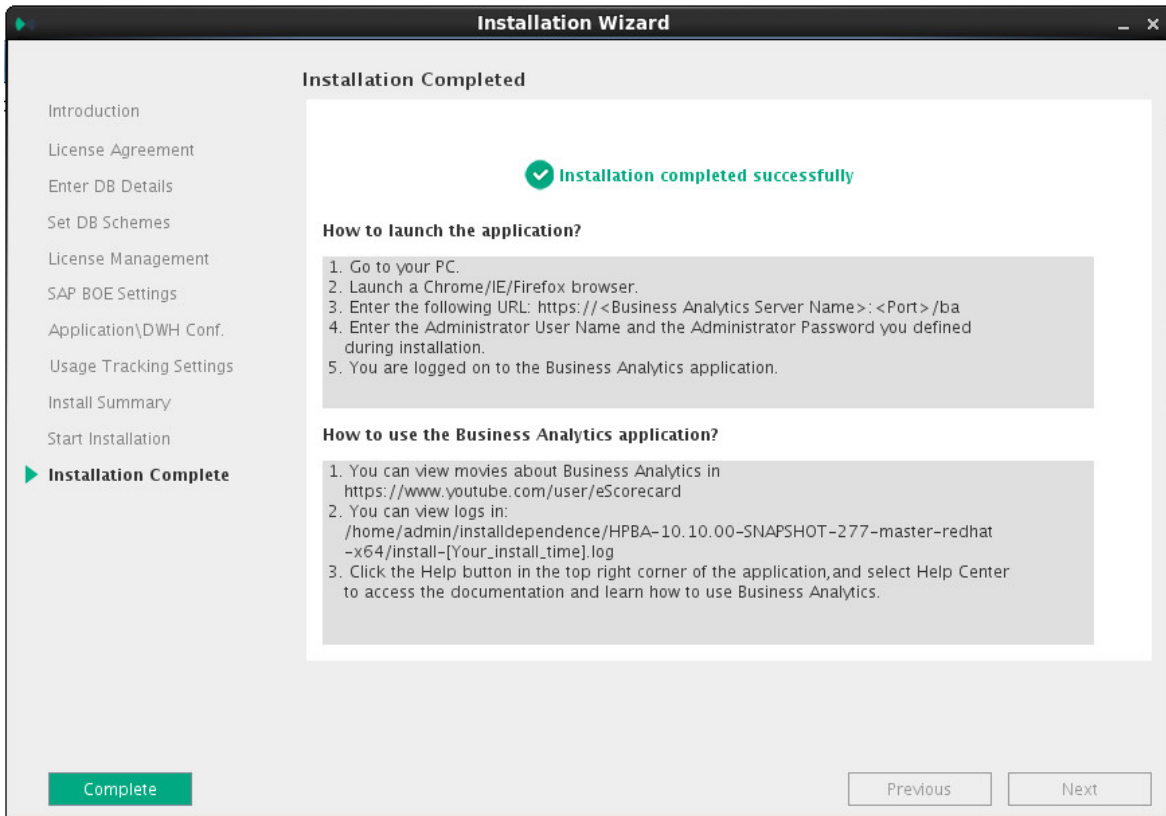 Installation Wizard
Installation Completed
Introduction
License Agreement
Enter DB Details
Set DB Schemes
License Management
SAP BOE Settings
Application\DWH Conf.
Usage Tracking Settings
Install Summary
Start Installation
Installation Complete
Installation completed successfully
How to launch the application?
1. Go to your PC.
2. Launch a Chrome/IE/Firefox browser.
3. Enter the following URL: https://<Business Analytics Server Name>:<Port>/ba
4. Enter the Administrator User Name and the Administrator Password you defined
during installation.
5. You are logged on to the Business Analytics application.
How to use the Business Analytics application?
1. You can view movies about Business Analytics in
https://www.youtube.com/user/eScorecard
2. You can view logs in:
/home/admin/installdependence/HPBA-10.10.00-SNAPSHOT-277-master-redhat
-x64/install-[Your_install_time].log
3. Click the Help button in the top right corner of the application,and select Help Center
to access the documentation and learn how to use Business Analytics.
Complete
Previous
Next